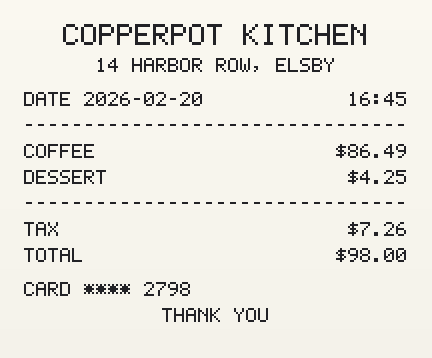 COPPERPOT KITCHEN
14 HARBOR ROW, ELSBY
DATE 2026-02-20 16:45
--------------------------------
COFFEE $86.49
DESSERT $4.25
--------------------------------
TAX $7.26
TOTAL $98.00
CARD **** 2798
THANK YOU